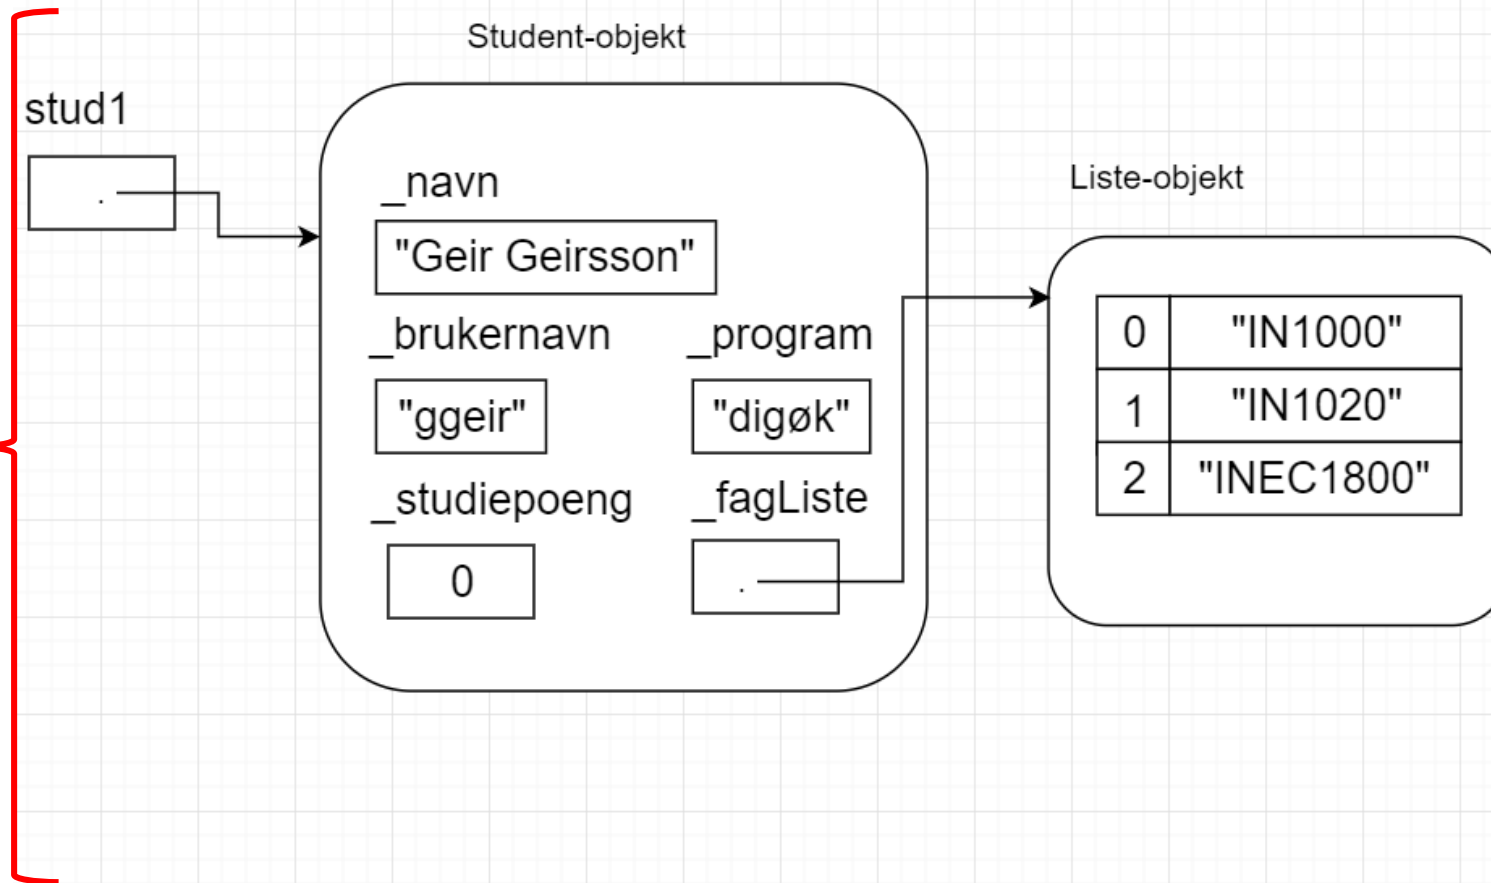 Student-objekt
stud1
.
_navn
"Geir Geirsson"
_brukernavn
_program
"ggeir"
"digøk"
_studiepoeng
_fagListe
0
.
Liste-objekt
0 "IN1000"
1 "IN1020"
2 "INEC1800"